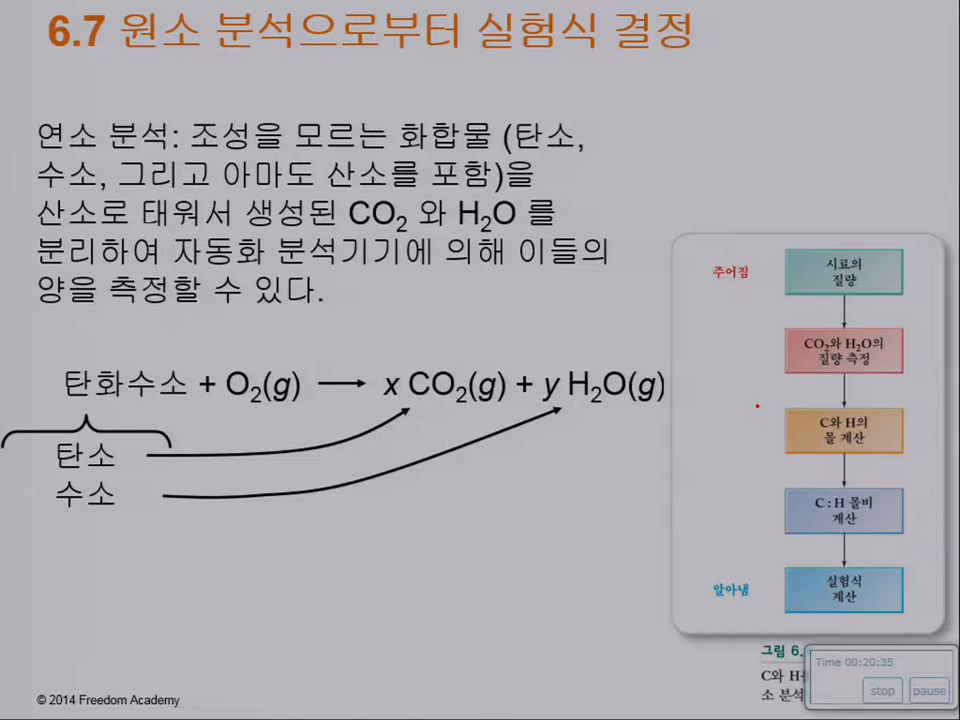 6.7 원소 분석으로부터 실험식 결정
연소 분석: 조성을 모르는 화합물 (탄소,
수소, 그리고 아마도 산소를 포함)을
산소로 태워서 생성된 CO₂ 와 H₂O 를
분리하여 자동화 분석기기에 의해 이들의
양을 측정할 수 있다.
탄화수소 + O₂(g) → x CO₂(g) + y H₂O(g)
탄소
수소
주어짐
시료의
질량
CO₂와 H₂O의
질량 측정
C와 H의
몰 계산
C : H 몰비
계산
알아냄
실험식
계산
그림 6.
C와 H
소 분석
Time 00:20:35
stop pause
© 2014 Freedom Academy